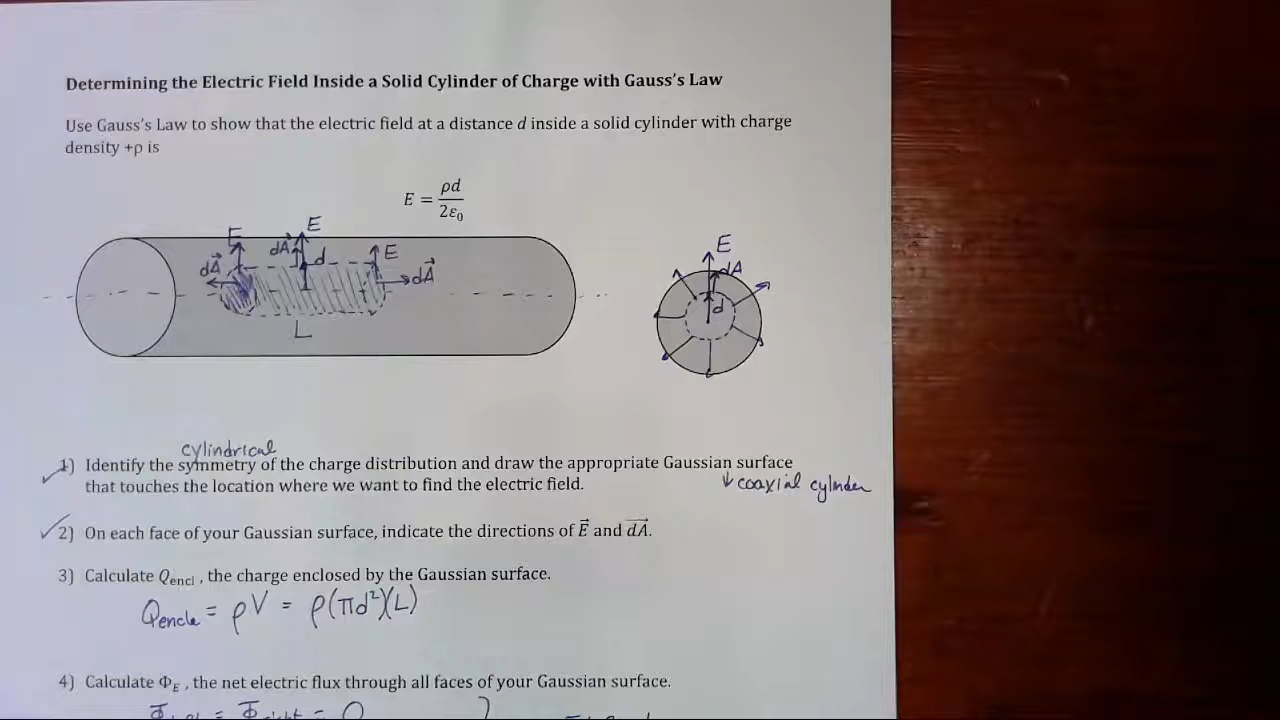 Determining the Electric Field Inside a Solid Cylinder of Charge with Gauss's Law
Use Gauss's Law to show that the electric field at a distance d inside a solid cylinder with charge
density +ρ is
E = ρd / 2ε₀
E
dA⃗
E
dA⃗
d
E
dA⃗
L
E
dA
d
cylindrical
1) Identify the symmetry of the charge distribution and draw the appropriate Gaussian surface
that touches the location where we want to find the electric field.
↓ coaxial cylinder
2) On each face of your Gaussian surface, indicate the directions of E⃗ and dA⃗.
3) Calculate Q_encl , the charge enclosed by the Gaussian surface.
Q_encl = ρV = ρ(πd²)(L)
4) Calculate Φ_E , the net electric flux through all faces of your Gaussian surface.
= = 0